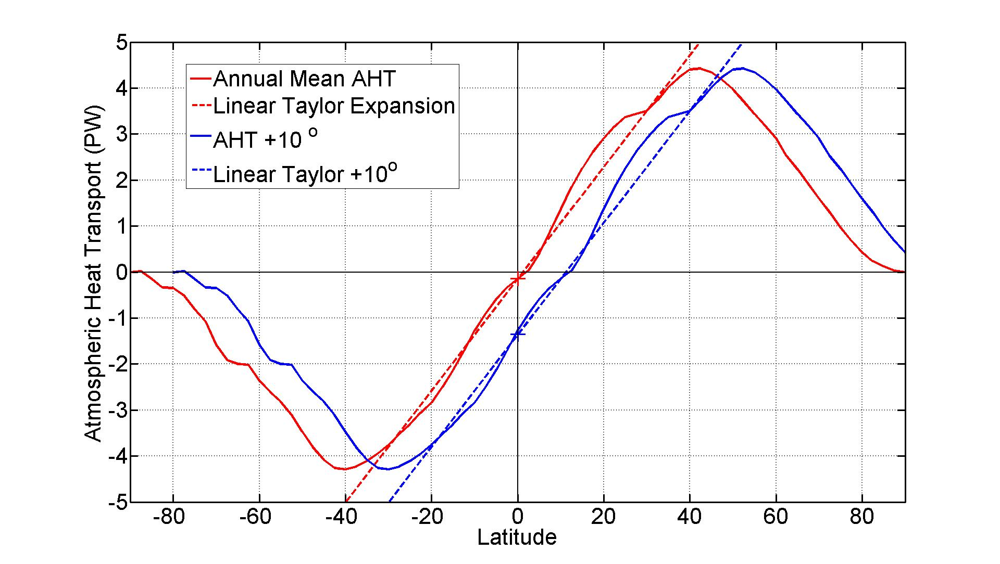 5
4
3
2
1
0
-1
-2
-3
-4
-5
Atmospheric Heat Transport (PW)
Annual Mean AHT
Linear Taylor Expansion
AHT +10 o
Linear Taylor +10o
-80 -60 -40 -20 0 20 40 60 80
Latitude